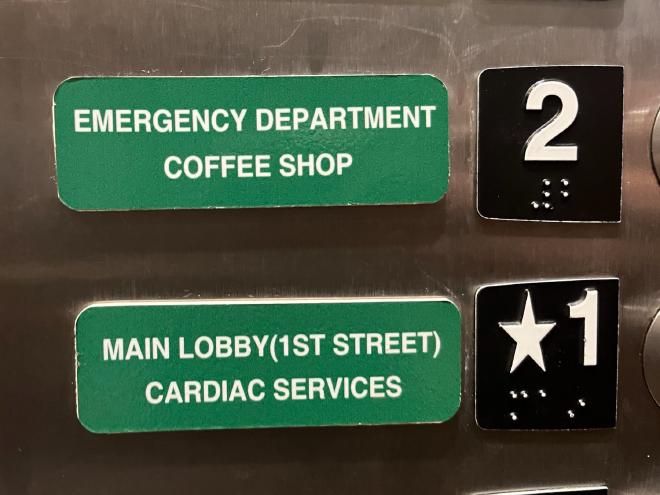 EMERGENCY DEPARTMENT
COFFEE SHOP
2
MAIN LOBBY(1ST STREET)
CARDIAC SERVICES
★1